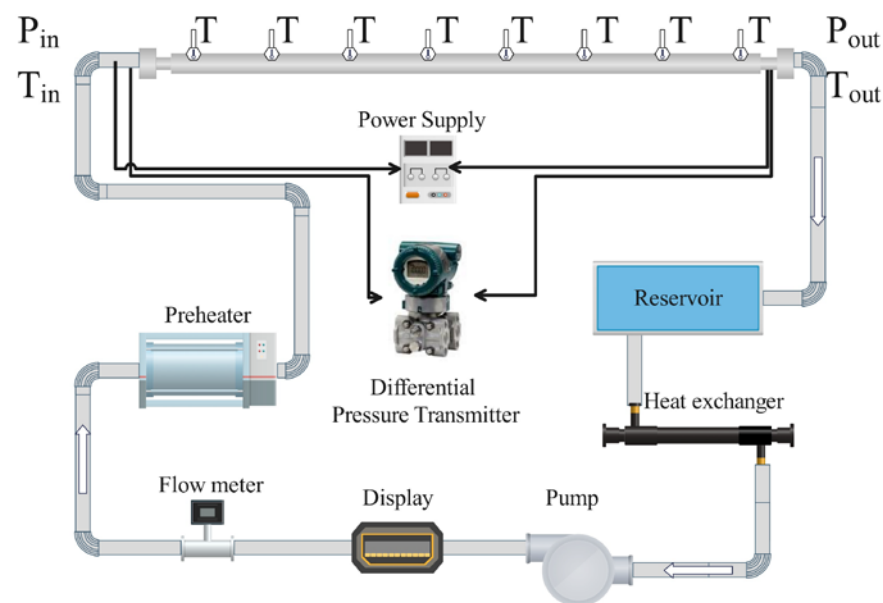 P_in T T T T T T T T P_out
T_in T_out
Power Supply
Reservoir
Preheater
Differential
Pressure Transmitter
Heat exchanger
Flow meter
Display
Pump